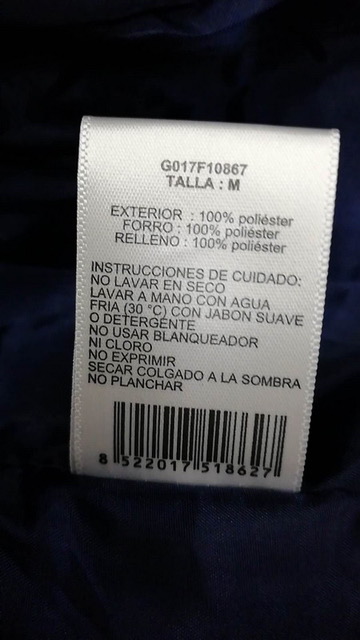 G017F10867
TALLA : M
EXTERIOR : 100% poliéster
FORRO : 100% poliéster
RELLENO : 100% poliéster
INSTRUCCIONES DE CUIDADO:
NO LAVAR EN SECO
LAVAR A MANO CON AGUA
FRIA (30 °C) CON JABON SUAVE
O DETERGENTE
NO USAR BLANQUEADOR
NI CLORO
NO EXPRIMIR
SECAR COLGADO A LA SOMBRA
NO PLANCHAR
8 522017 518627